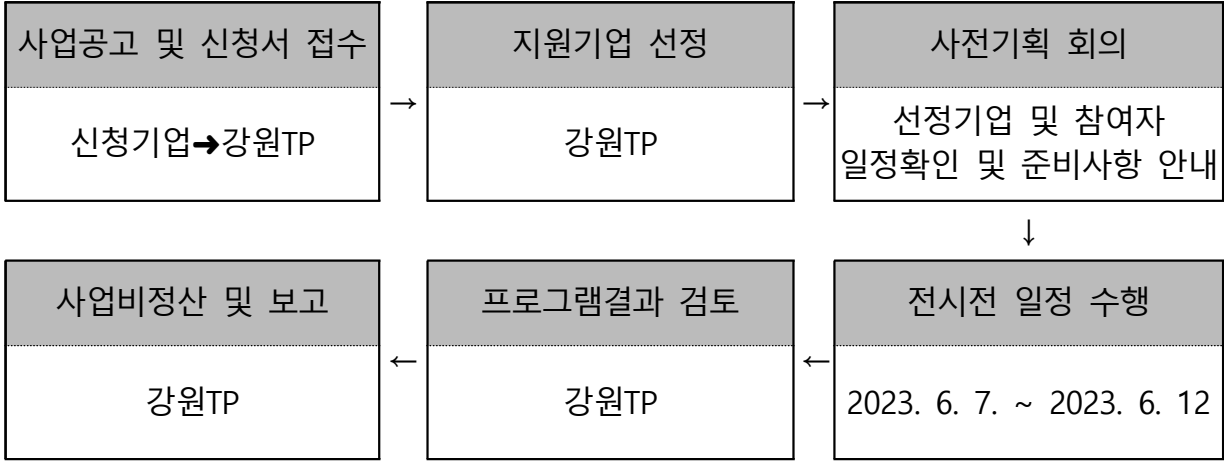 사업공고 및 신청서 접수
신청기업➜강원TP
→
지원기업 선정
강원TP
→
사전기획 회의
선정기업 및 참여자
일정확인 및 준비사항 안내
↓
전시전 일정 수행
2023. 6. 7. ~ 2023. 6. 12
←
프로그램결과 검토
강원TP
←
사업비정산 및 보고
강원TP